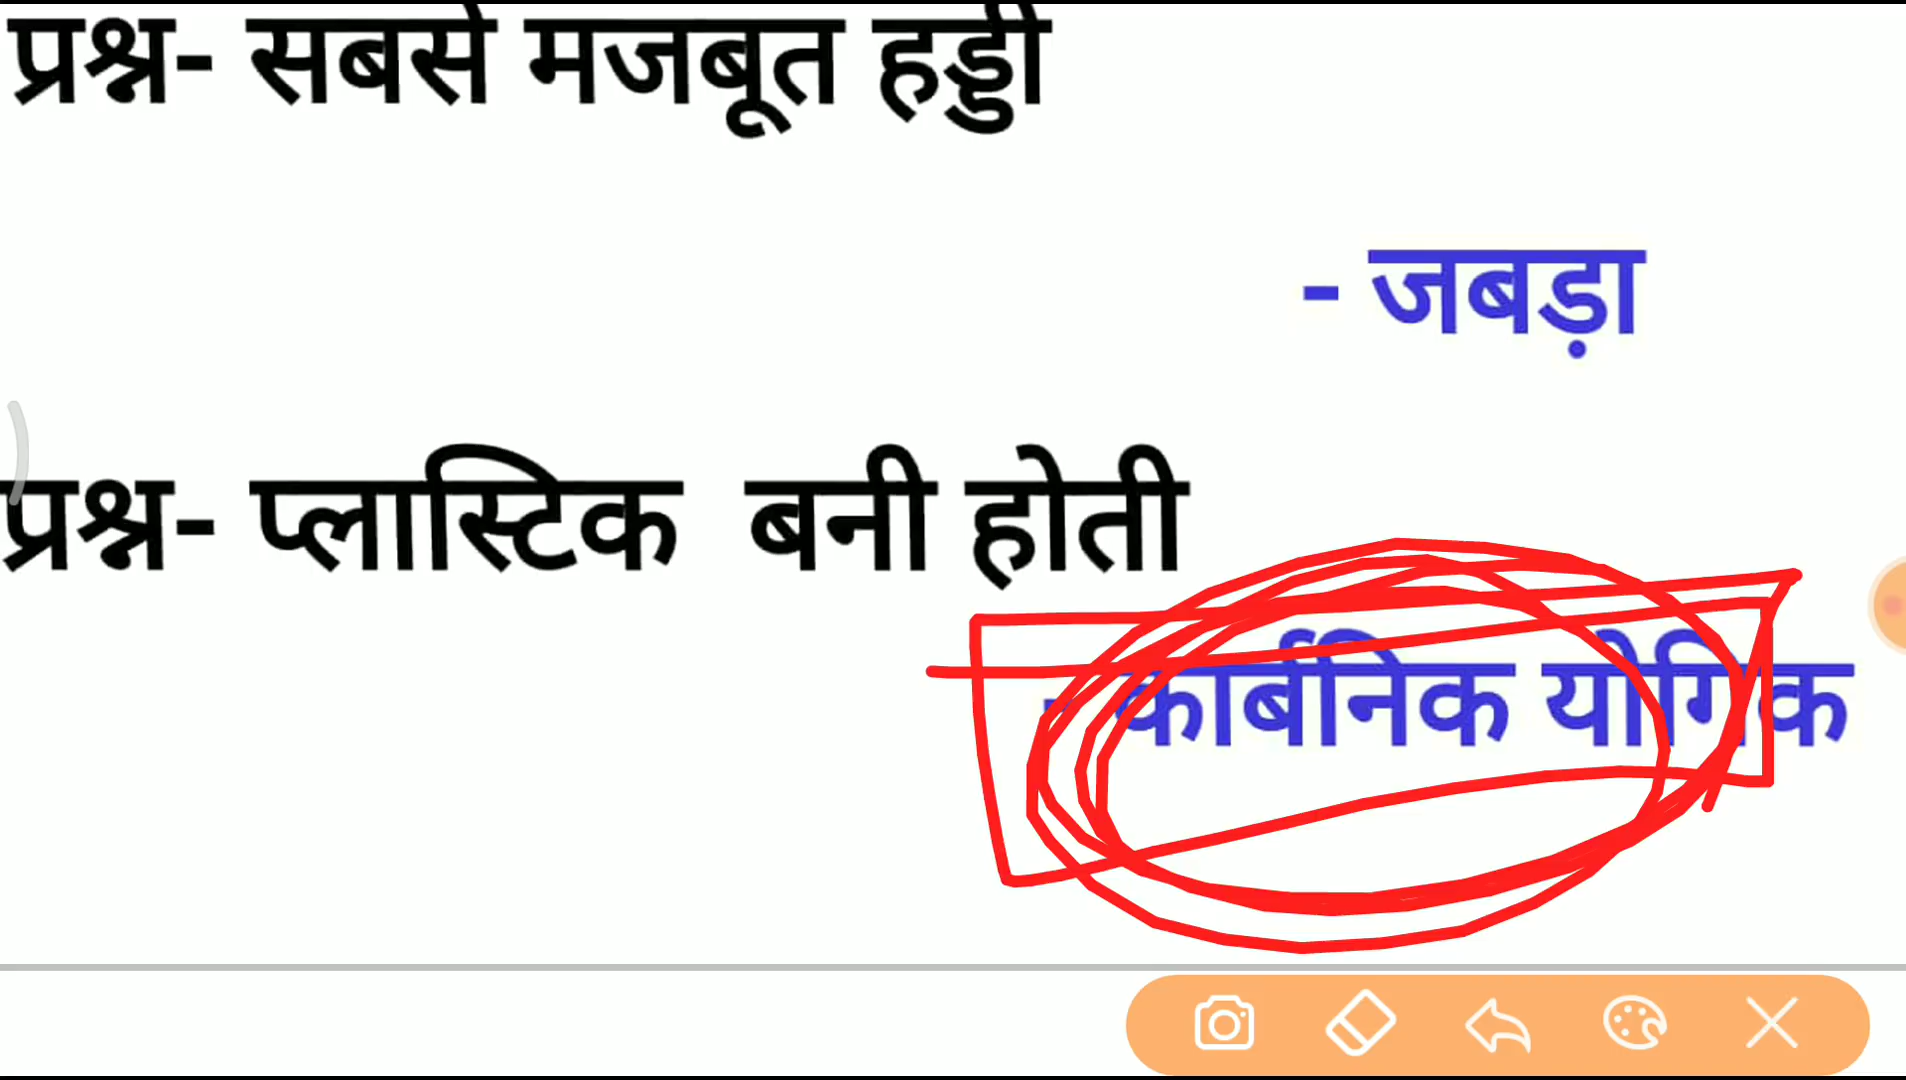 प्रश्न- सबसे मजबूत हड्डी
- जबड़ा
प्रश्न- प्लास्टिक बनी होती
- कार्बनिक योगिक